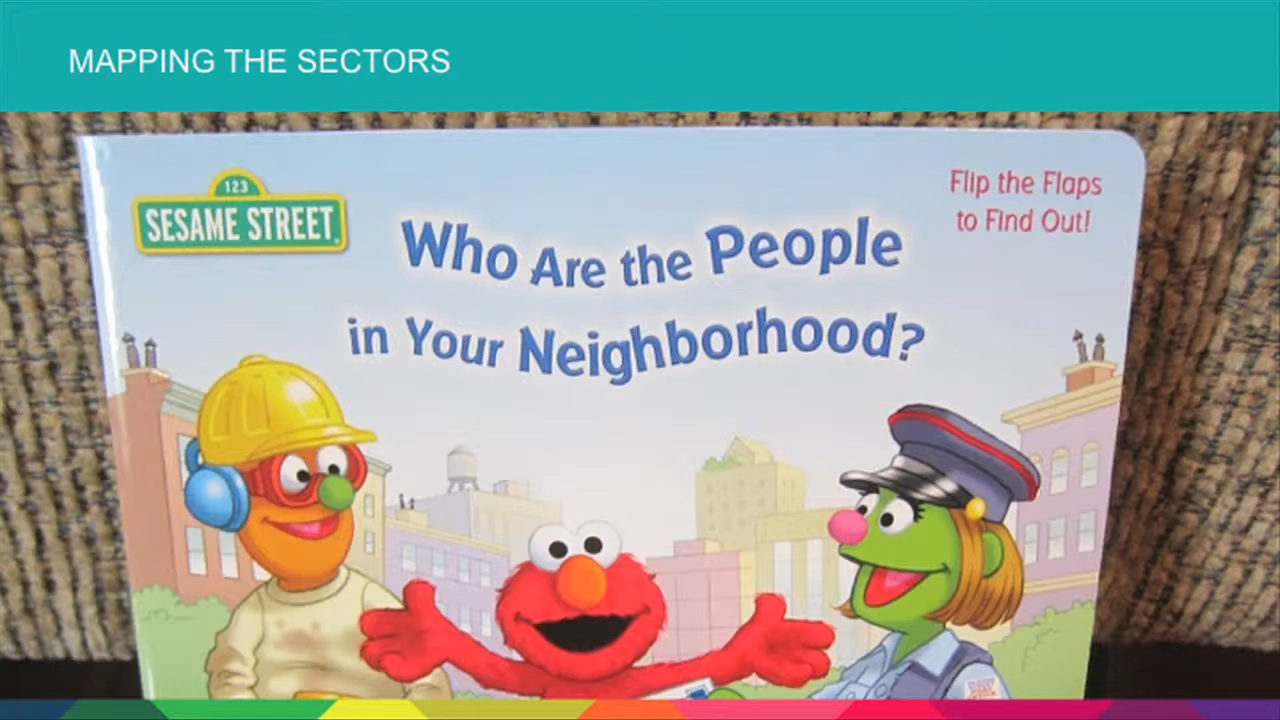 MAPPING THE SECTORS
123
SESAME STREET
Flip the Flaps
to Find Out!
Who Are the People
in Your Neighborhood?